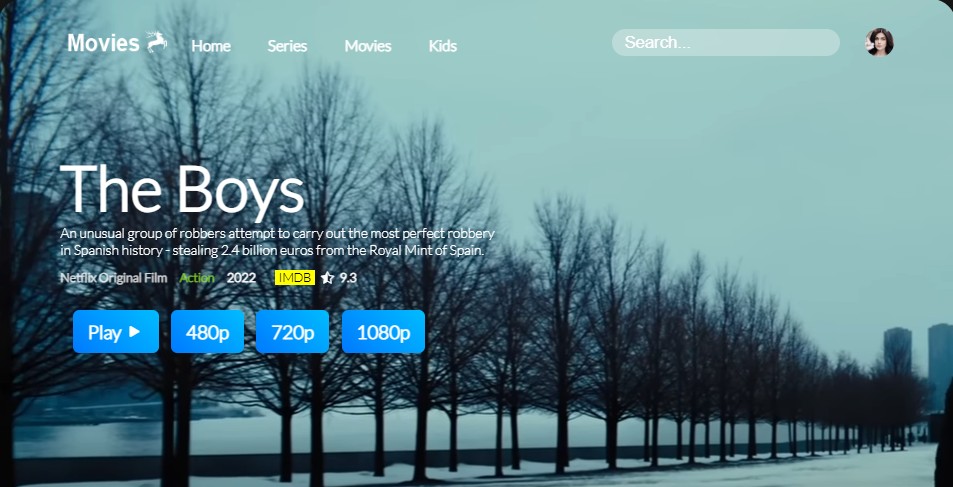 Movies
Home Series Movies Kids
Search...
The Boys
An unusual group of robbers attempt to carry out the most perfect robbery
in Spanish history - stealing 2.4 billion euros from the Royal Mint of Spain.
Netflix Original Film Action 2022 IMDB 9.3
Play 480p 720p 1080p